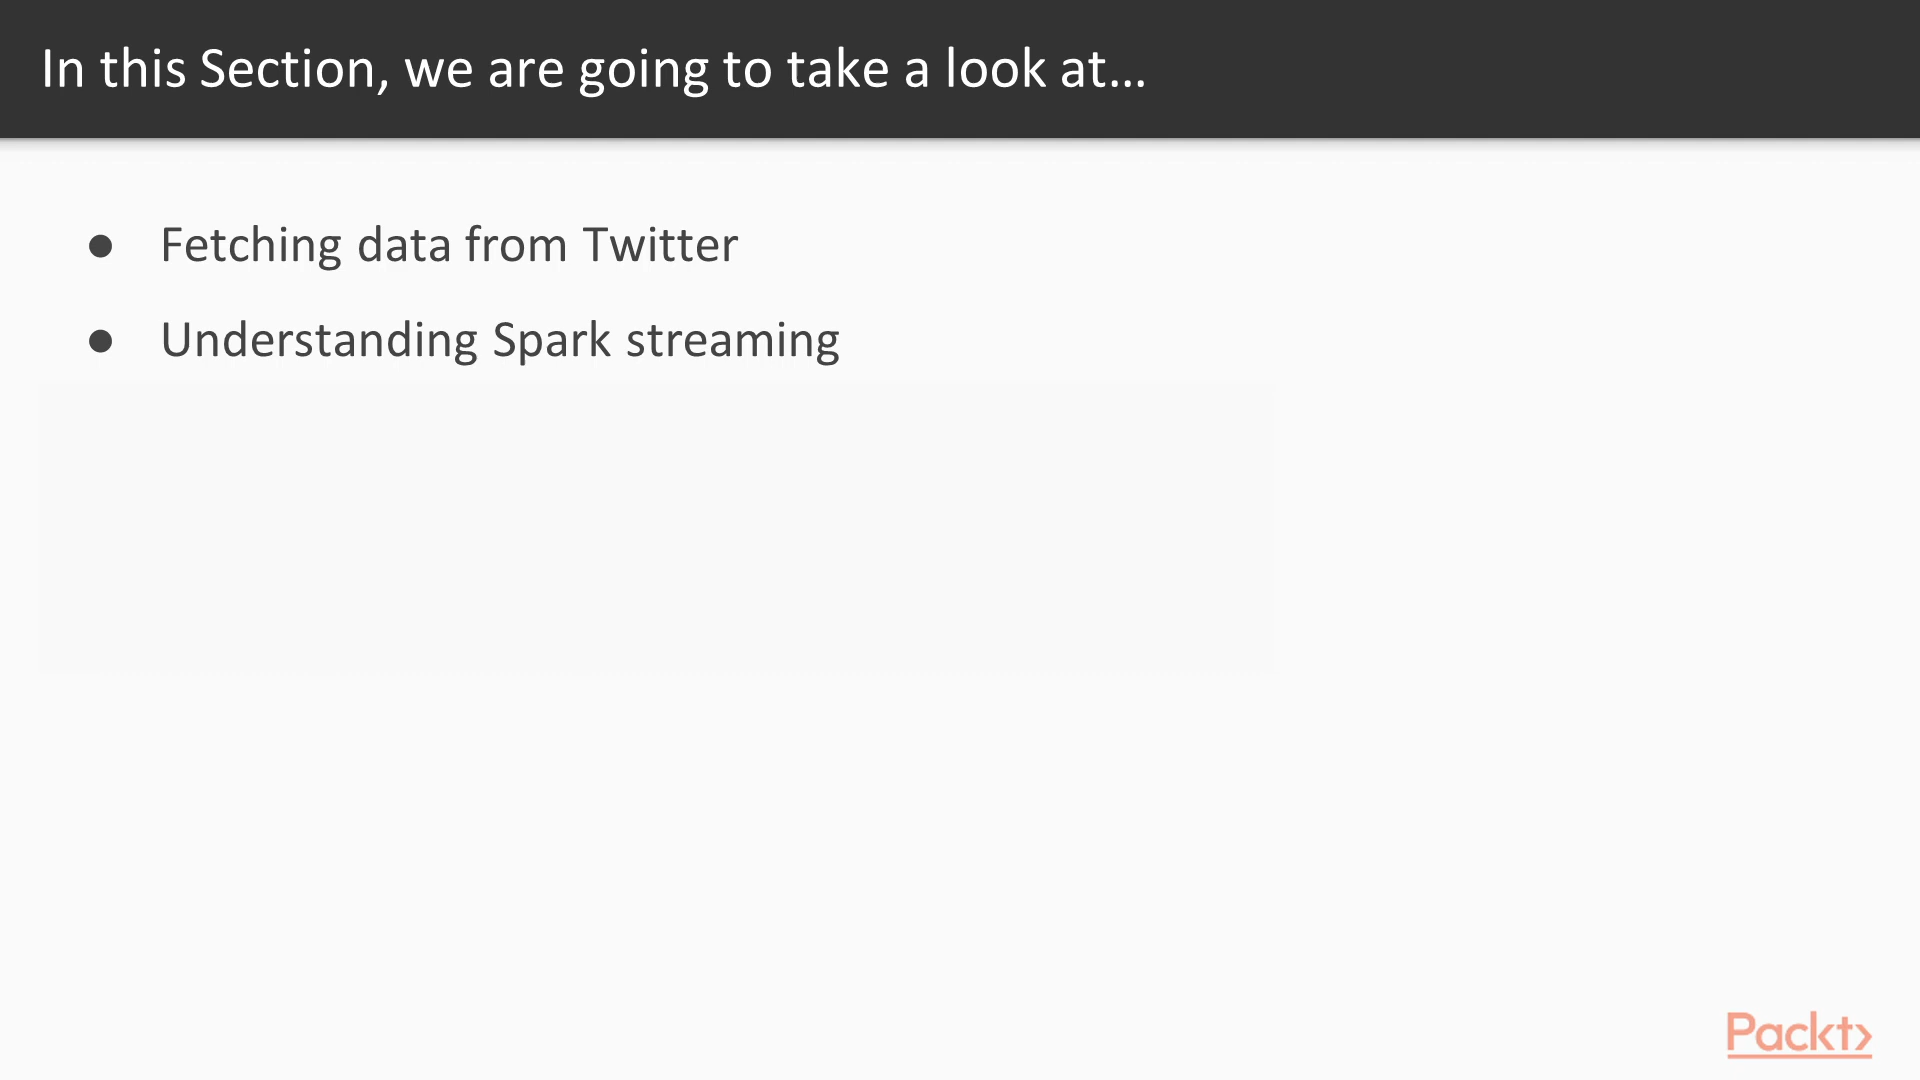 In this Section, we are going to take a look at...
● Fetching data from Twitter
● Understanding Spark streaming
Packt>